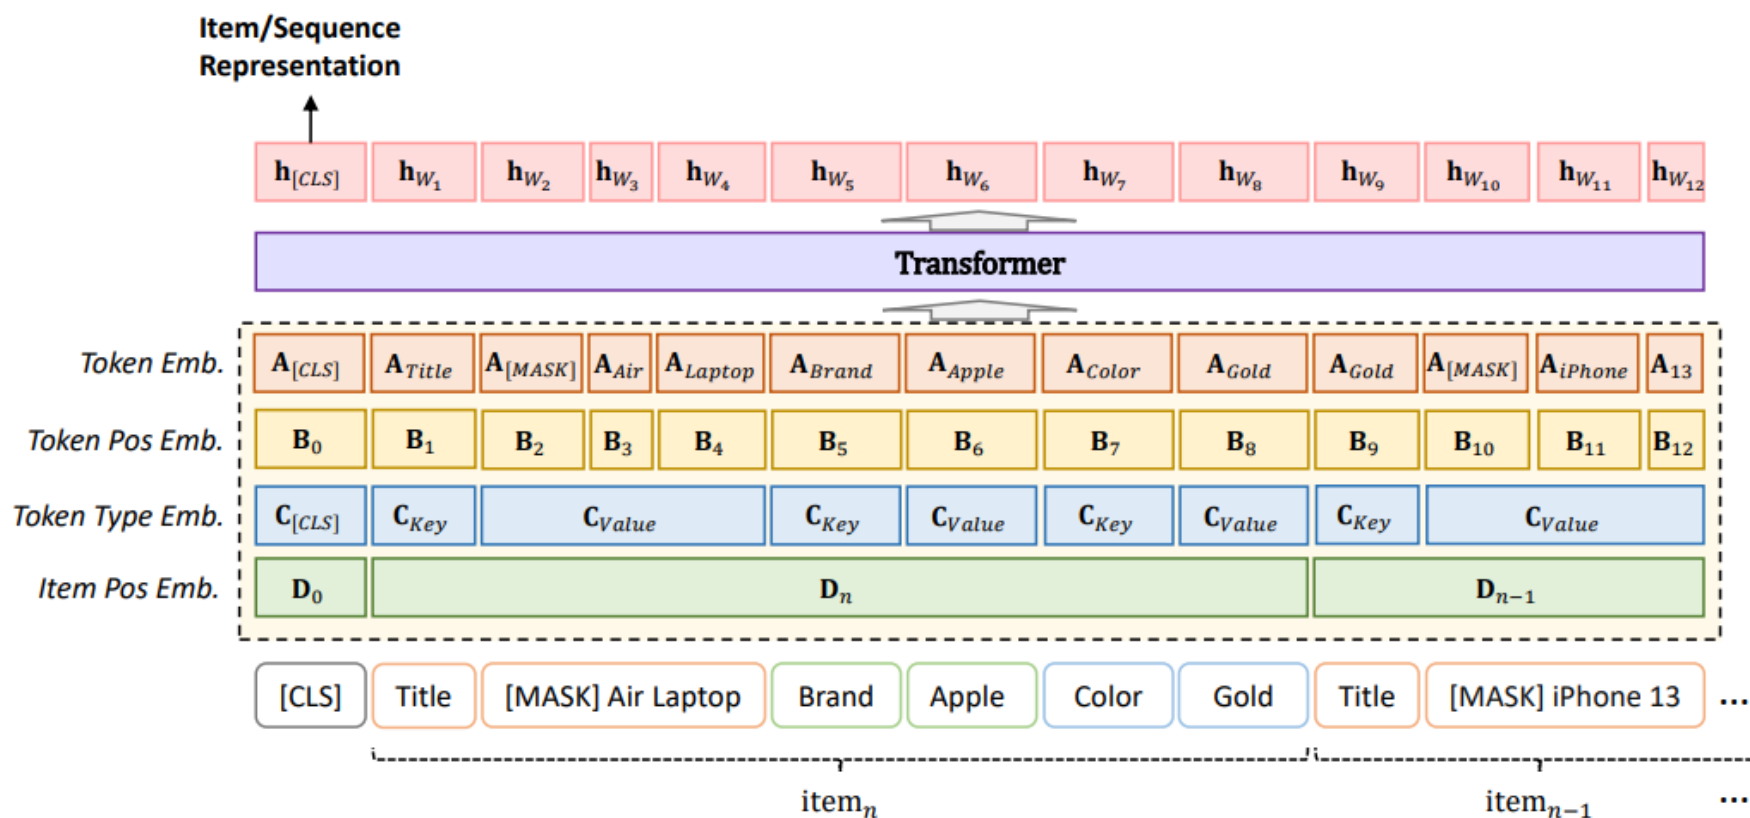 Item/Sequence
Representation
h[CLS] hW1 hW2 hW3 hW4 hW5 hW6 hW7 hW8 hW9 hW10 hW11 hW12
Transformer
Token Emb. A[CLS] ATitle A[MASK] AAir ALaptop ABrand AApple AColor AGold AGold A[MASK] AiPhone A13
Token Pos Emb. B0 B1 B2 B3 B4 B5 B6 B7 B8 B9 B10 B11 B12
Token Type Emb. C[CLS] CKey CValue CKey CValue CKey CValue CKey CValue
Item Pos Emb. D0 Dn Dn−1
[CLS] Title [MASK] Air Laptop Brand Apple Color Gold Title [MASK] iPhone 13 ...
itemn itemn−1 ...